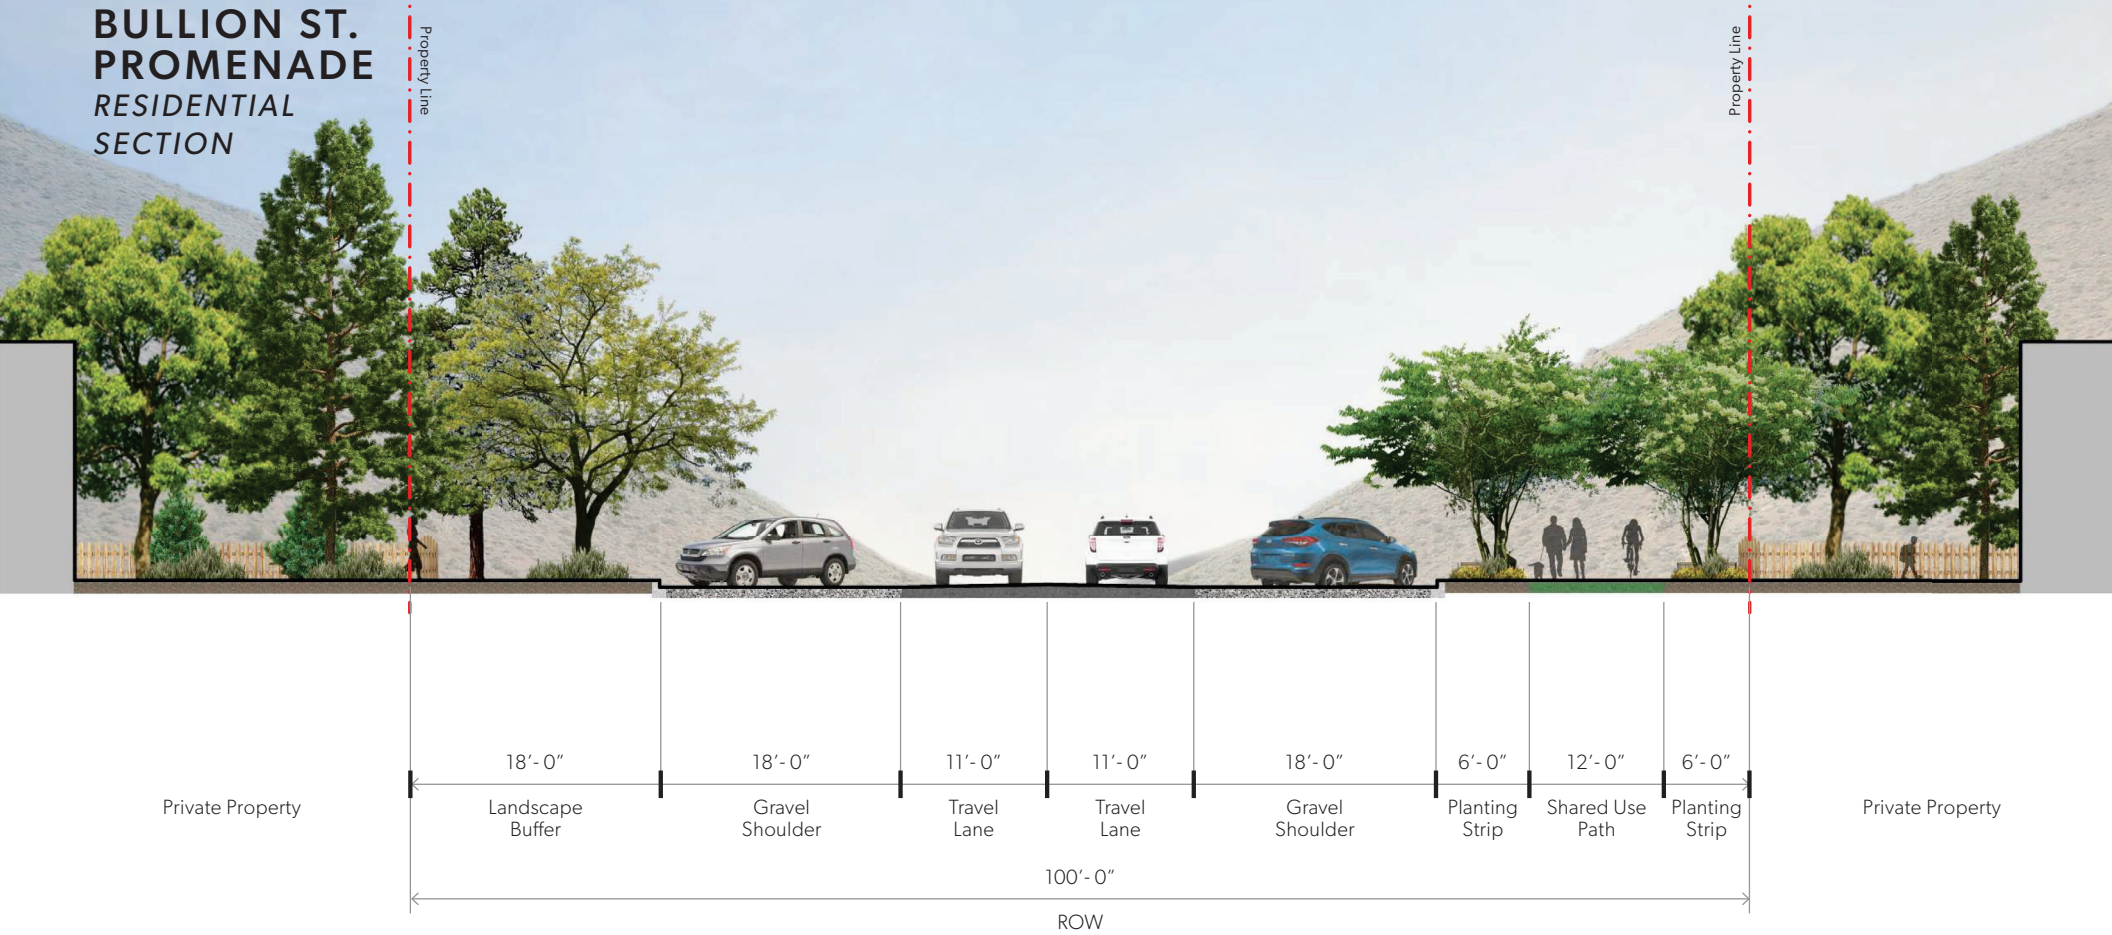 BULLION ST.
PROMENADE
RESIDENTIAL
SECTION
Property Line
Property Line
18'-0"
18'-0"
11'-0"
11'-0"
18'-0"
6'-0"
12'-0"
6'-0"
Private Property
Landscape
Buffer
Gravel
Shoulder
Travel
Lane
Travel
Lane
Gravel
Shoulder
Planting
Strip
Shared Use
Path
Planting
Strip
Private Property
100'-0"
ROW